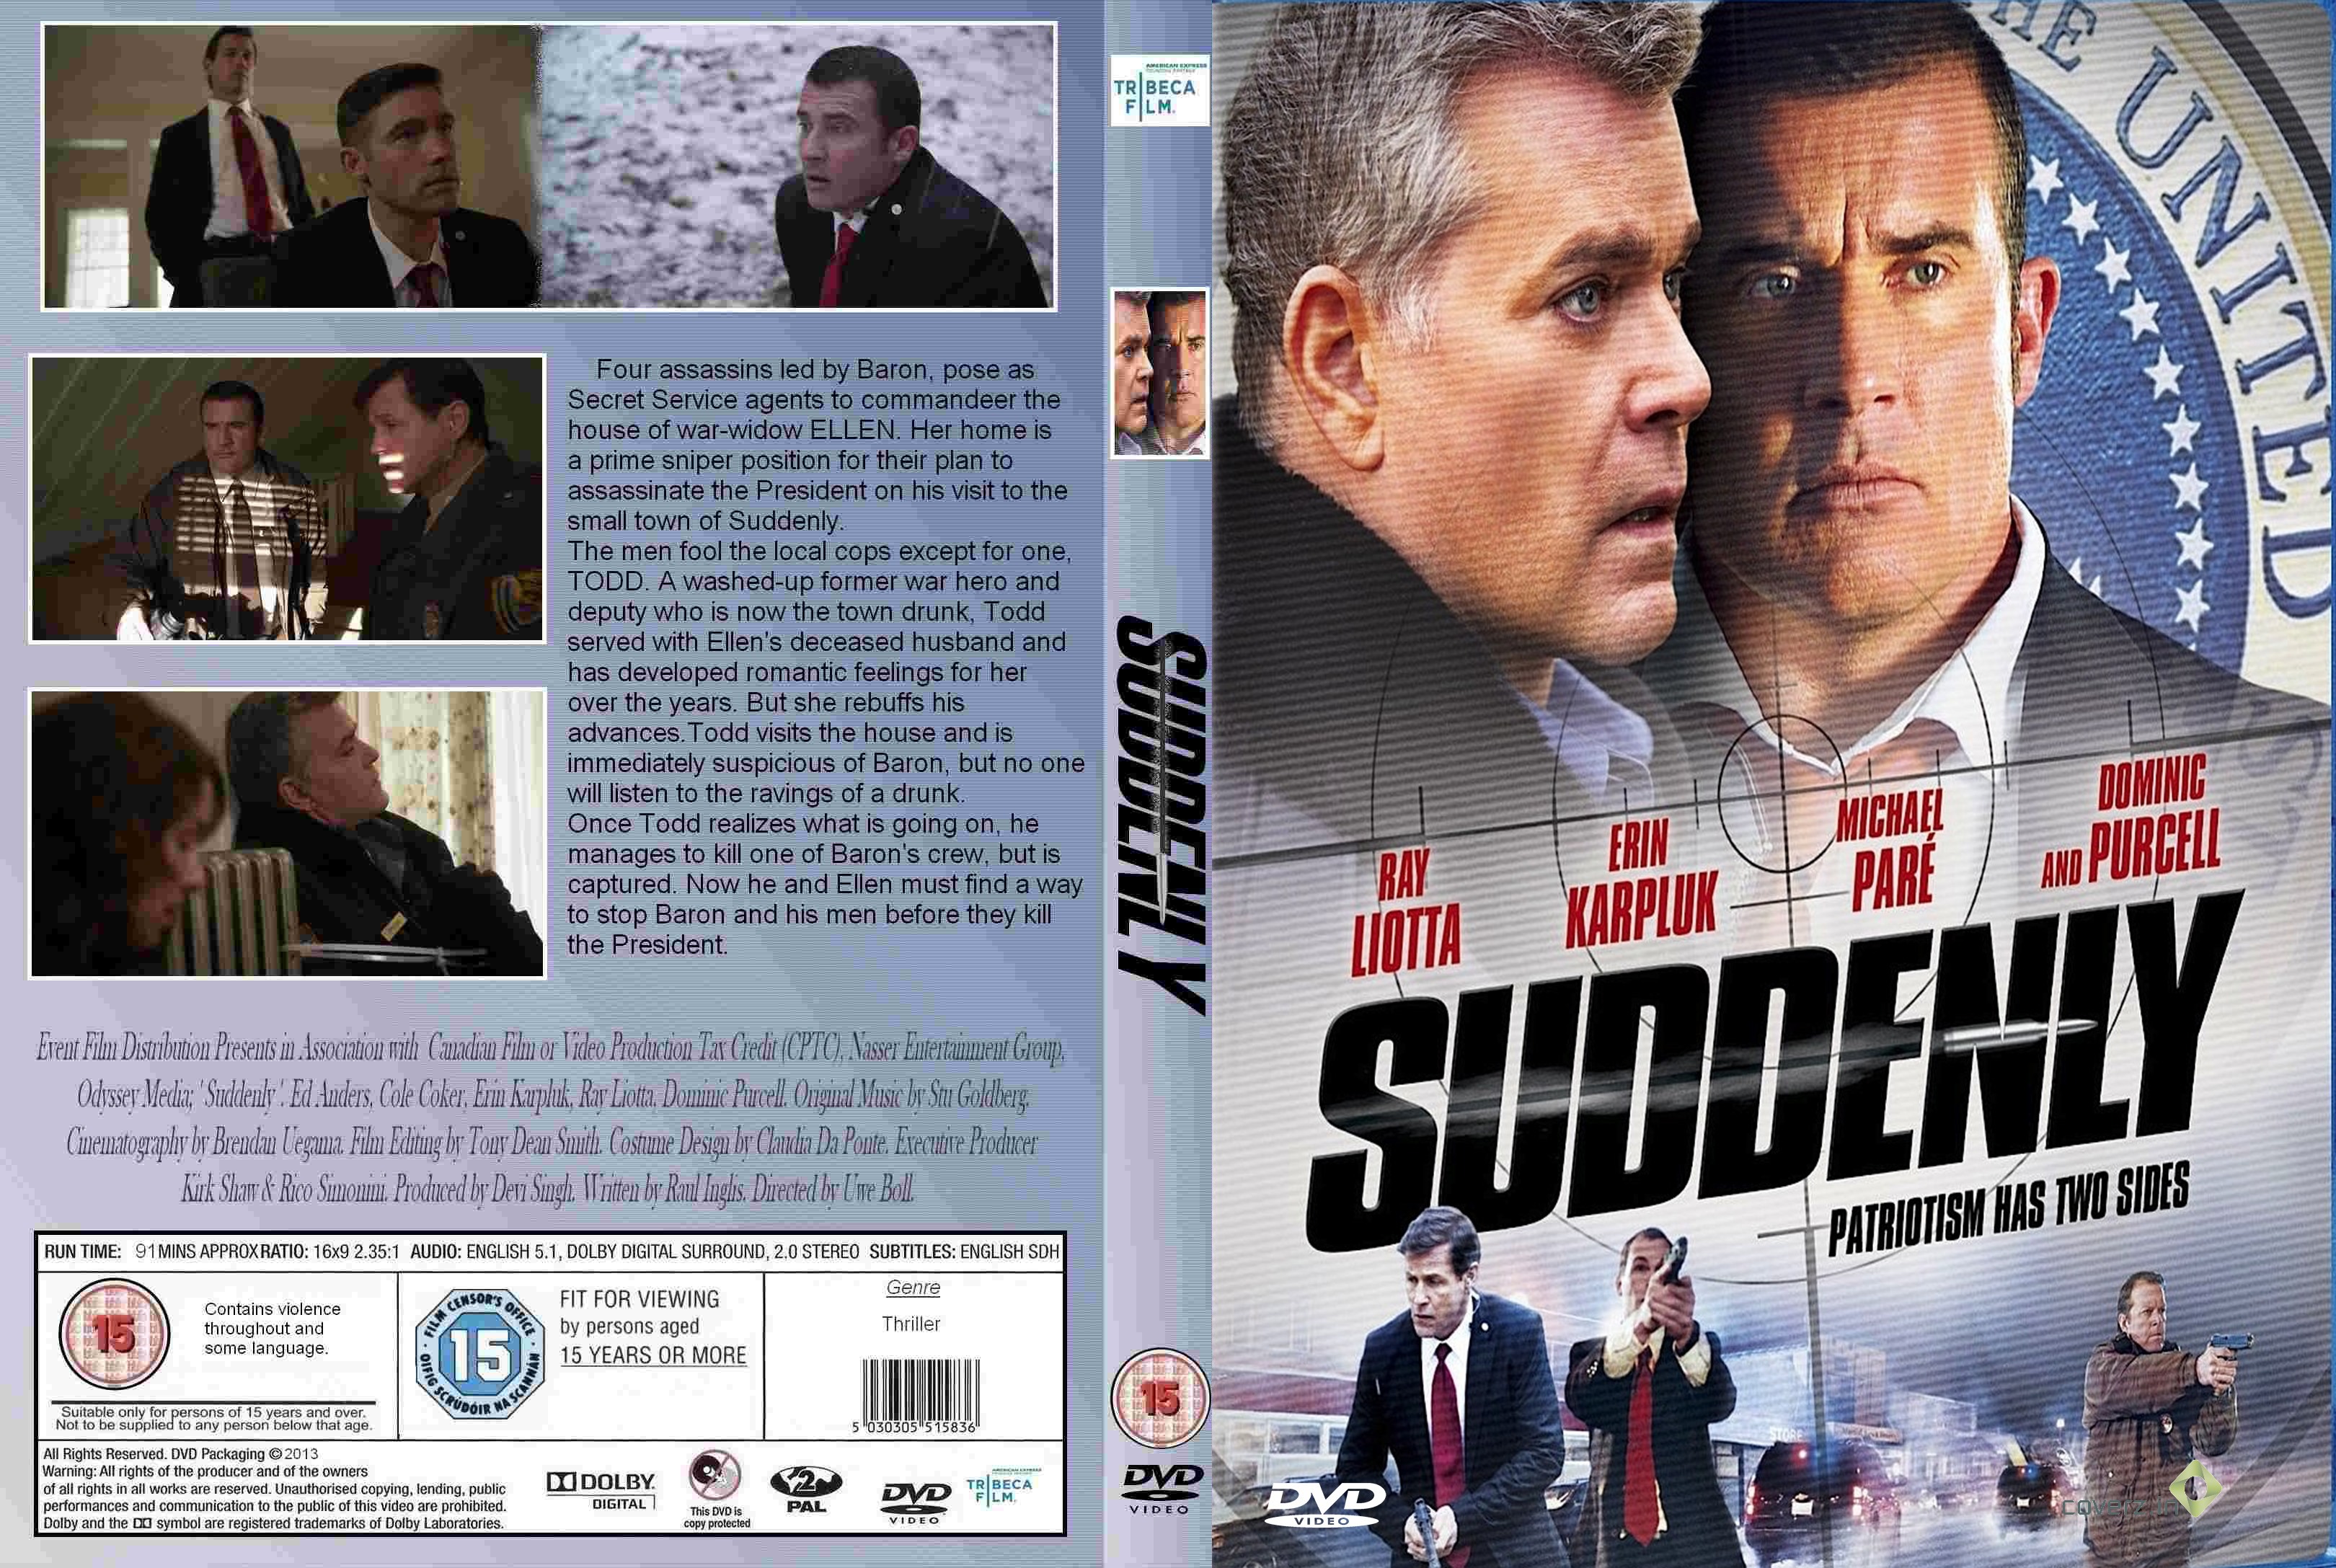 Four assassins led by Baron, pose as
Secret Service agents to commandeer the
house of war-widow ELLEN. Her home is
a prime sniper position for their plan to
assassinate the President on his visit to the
small town of Suddenly.
The men fool the local cops except for one,
TODD. A washed-up former war hero and
deputy who is now the town drunk, Todd
served with Ellen's deceased husband and
has developed romantic feelings for her
over the years. But she rebuffs his
advances.Todd visits the house and is
immediately suspicious of Baron, but no one
will listen to the ravings of a drunk.
Once Todd realizes what is going on, he
manages to kill one of Baron's crew, but is
captured. Now he and Ellen must find a way
to stop Baron and his men before they kill
the President.
Event Film Distribution Presents in Association with Canadian Film or Video Production Tax Credit (CPTC), Nasser Entertainment Group,
Odyssey Media; ' Suddenly '. Ed Anders, Cole Coker, Erin Karpluk, Ray Liotta, Dominic Purcell. Original Music by Stu Goldberg.
Cinematography by Brendan Uegama. Film Editing by Tony Dean Smith. Costume Design by Claudia Da Ponte. Executive Producer
Kirk Shaw & Rico Simonini. Produced by Devi Singh. Written by Raul Inglis. Directed by Uwe Boll.
RUN TIME: 91MINS APPROX RATIO: 16x9 2.35:1 AUDIO: ENGLISH 5.1, DOLBY DIGITAL SURROUND, 2.0 STEREO SUBTITLES: ENGLISH SDH
15
Contains violence
throughout and
some language.
Suitable only for persons of 15 years and over.
Not to be supplied to any person below that age.
FILM CENSOR'S OFFICE
15
OIFIG SCRÚDÓIR NA SCANNÁN
FIT FOR VIEWING
by persons aged
15 YEARS OR MORE
Genre
Thriller
5 030305 515836
All Rights Reserved. DVD Packaging © 2013
Warning: All rights of the producer and of the owners
of all rights in all works are reserved. Unauthorised copying, lending, public
performances and communication to the public of this video are prohibited.
Dolby and the DD symbol are registered trademarks of Dolby Laboratories.
DOLBY
DIGITAL
This DVD is
copy protected
2
PAL
DVD
VIDEO
AMERICAN EXPRESS
TRIBECA
FILM.
AMERICAN EXPRESS
FOUNDING PARTNER
TRIBECA
FILM.
SUDDENLY
15
DVD
VIDEO
THE UNITED
RAY
LIOTTA
ERIN
KARPLUK
MICHAEL
PARÉ
DOMINIC
AND PURCELL
SUDDENLY
PATRIOTISM HAS TWO SIDES
STORE
DVD
VIDEO